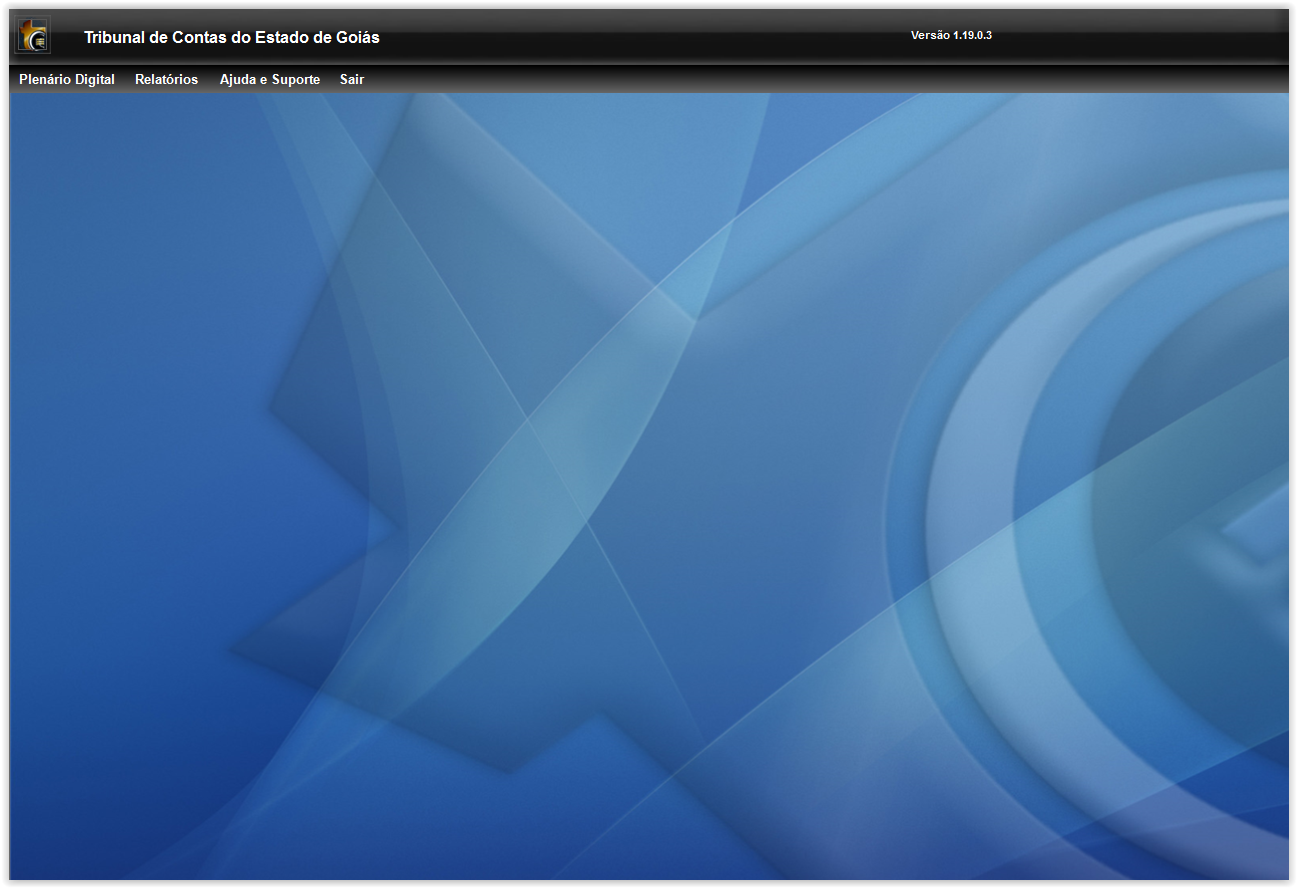 Tribunal de Contas do Estado de Goiás
Versão 1.19.0.3
Plenário Digital Relatórios Ajuda e Suporte Sair